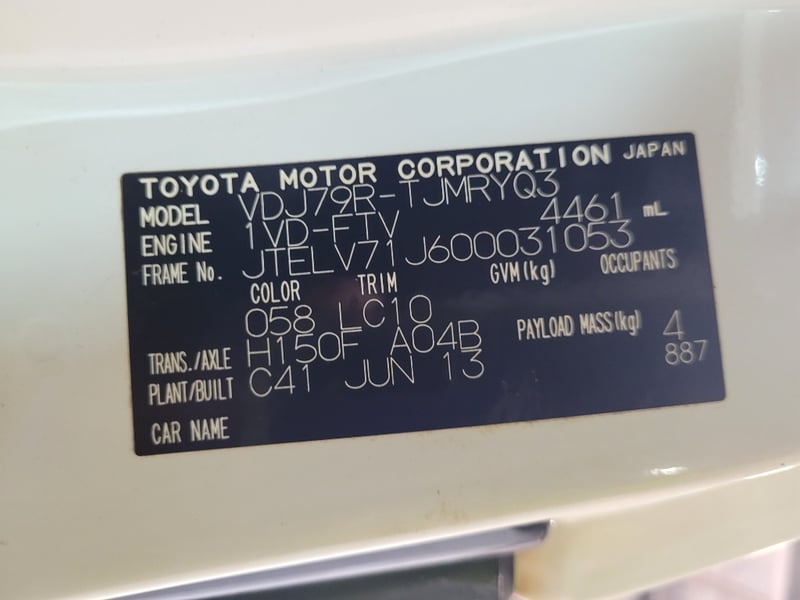 TOYOTA MOTOR CORPORATION JAPAN
MODEL VDJ79R-TJMRYQ3
ENGINE 1VD-FTV 4461 mL
FRAME No. JTELV71J600031053
COLOR TRIM GVM(kg) OCCUPANTS
058 LC10 4
TRANS./AXLE H150F A04B PAYLOAD MASS(kg) 887
PLANT/BUILT C41 JUN 13
CAR NAME